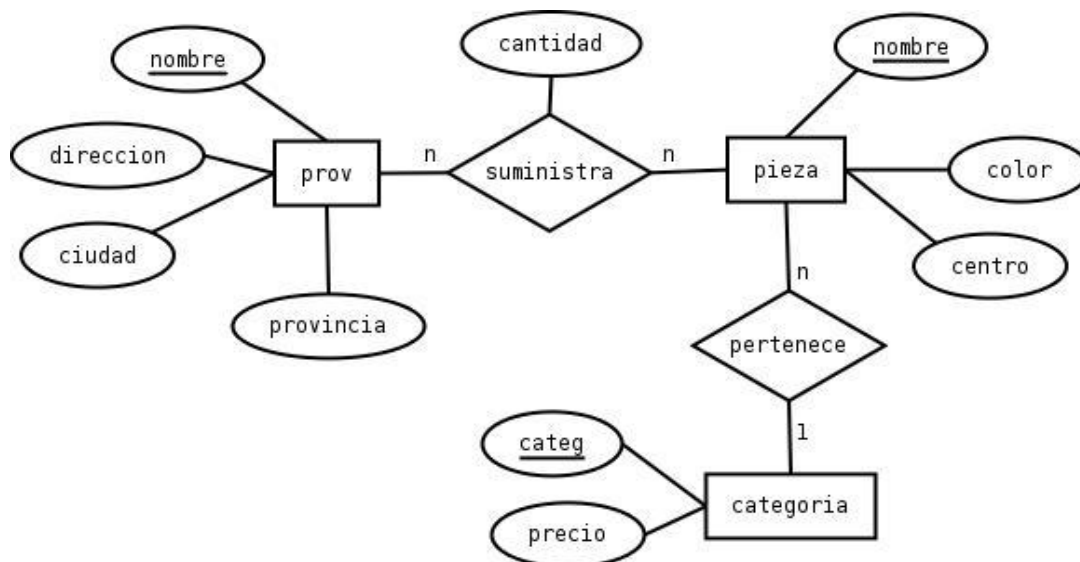 cantidad
nombre
nombre
direccion
prov
n
suministra
n
pieza
color
ciudad
centro
n
provincia
pertenece
1
categ
categoria
precio